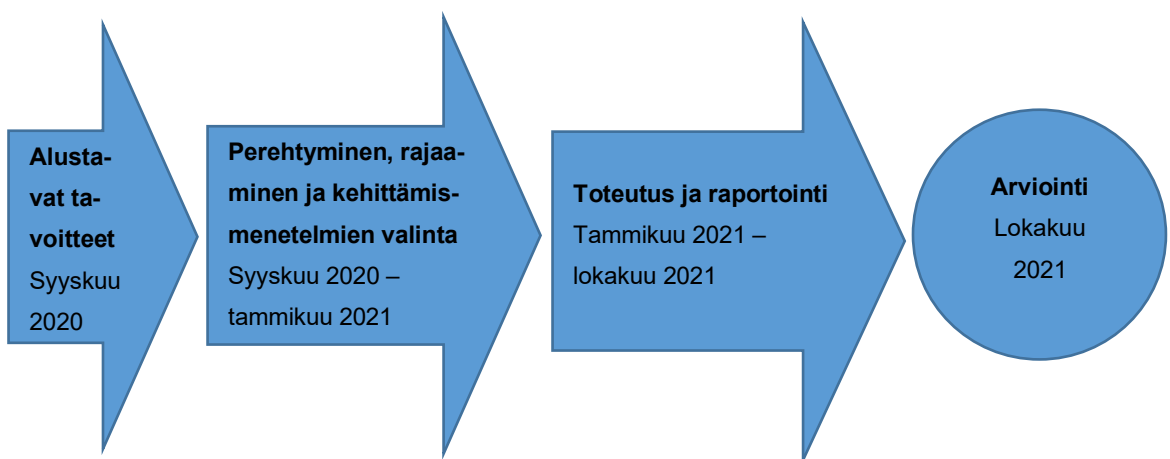 Alusta-
vat ta-
voitteet
Syyskuu
2020
Perehtyminen, rajaa-
minen ja kehittämis-
menetelmien valinta
Syyskuu 2020 –
tammikuu 2021
Toteutus ja raportointi
Tammikuu 2021 –
lokakuu 2021
Arviointi
Lokakuu
2021